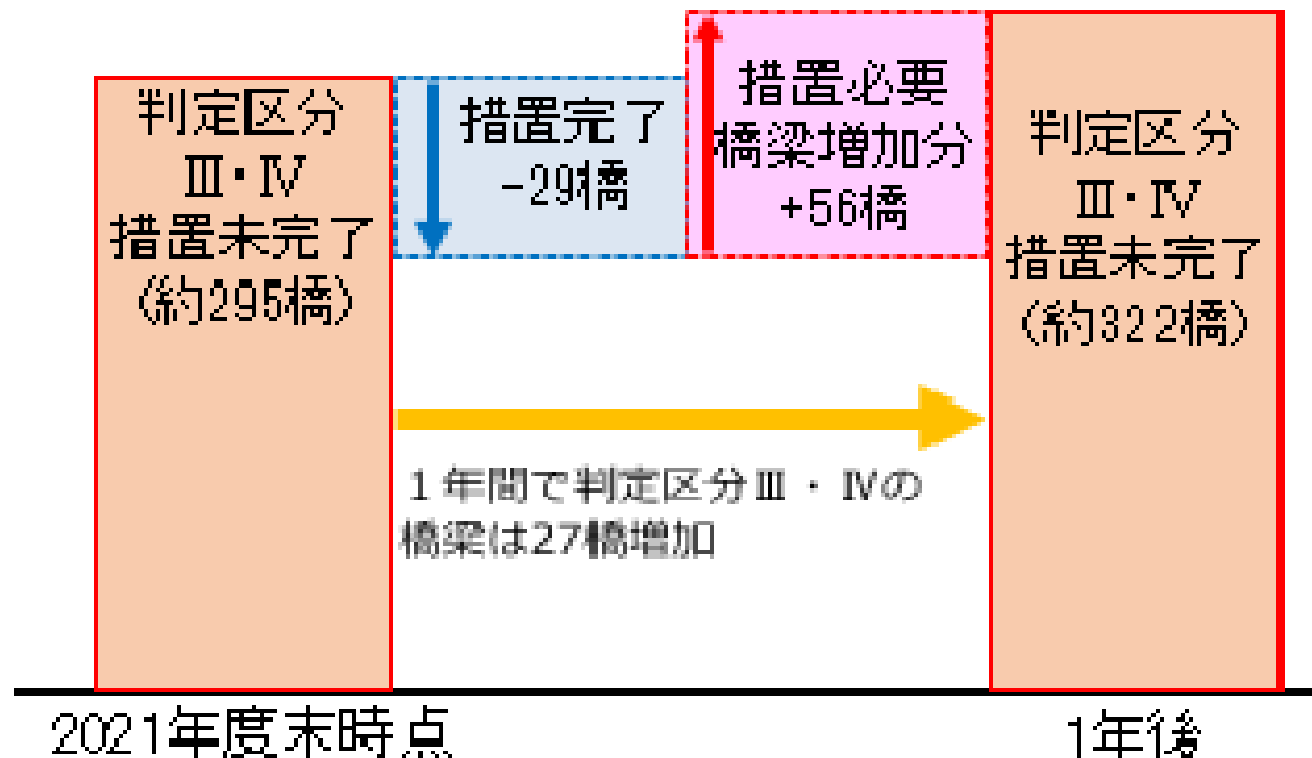 判定区分
Ⅲ・Ⅳ
措置未完了
(約295橋)
措置完了
-29橋
措置必要
橋梁増加分
+56橋
判定区分
Ⅲ・Ⅳ
措置未完了
(約322橋)
１年間で判定区分Ⅲ・Ⅳの
橋梁は27橋増加
2021年度末時点
1年後